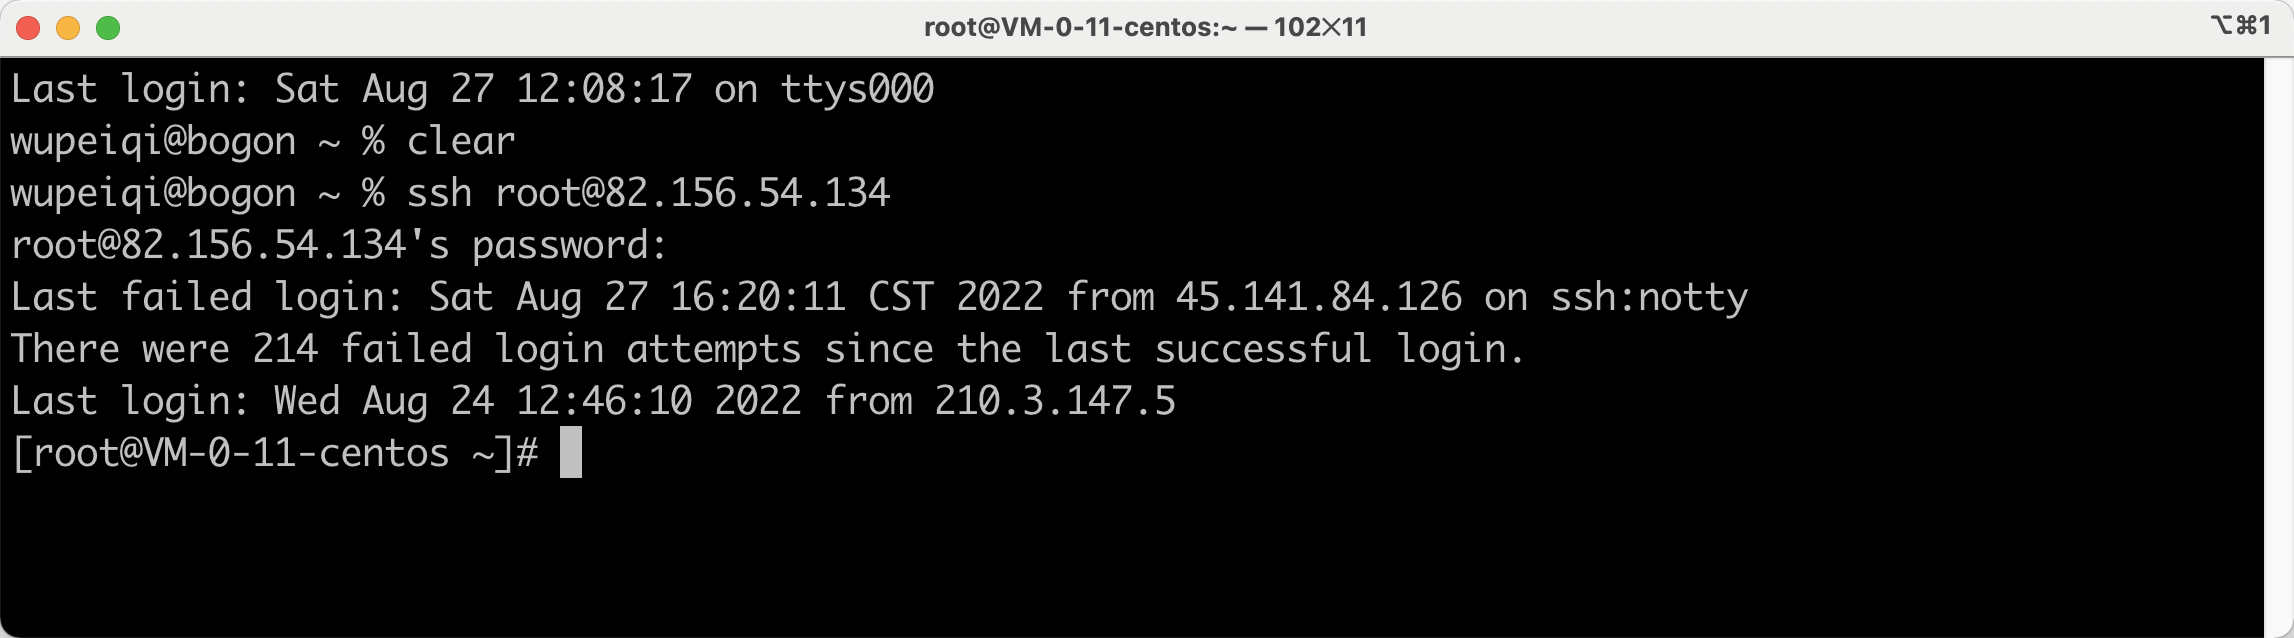 root@VM-0-11-centos:~ — 102×11
⌥⌘1
Last login: Sat Aug 27 12:08:17 on ttys000
wupeiqi@bogon ~ % clear
wupeiqi@bogon ~ % ssh root@82.156.54.134
root@82.156.54.134's password:
Last failed login: Sat Aug 27 16:20:11 CST 2022 from 45.141.84.126 on ssh:notty
There were 214 failed login attempts since the last successful login.
Last login: Wed Aug 24 12:46:10 2022 from 210.3.147.5
[root@VM-0-11-centos ~]#